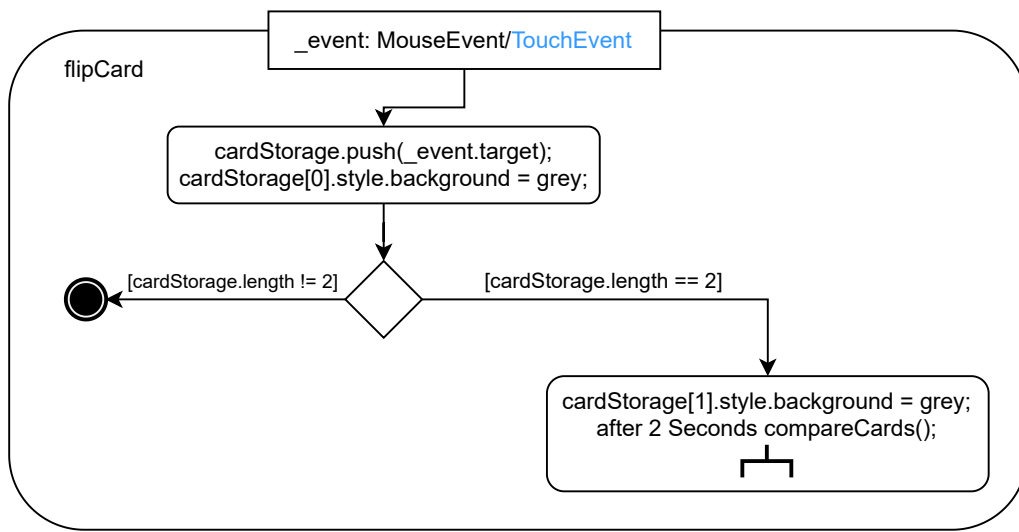 _event: MouseEvent/TouchEvent
flipCard
cardStorage.push(_event.target);
cardStorage[0].style.background = grey;
[cardStorage.length != 2]
[cardStorage.length == 2]
cardStorage[1].style.background = grey;
after 2 Seconds compareCards();